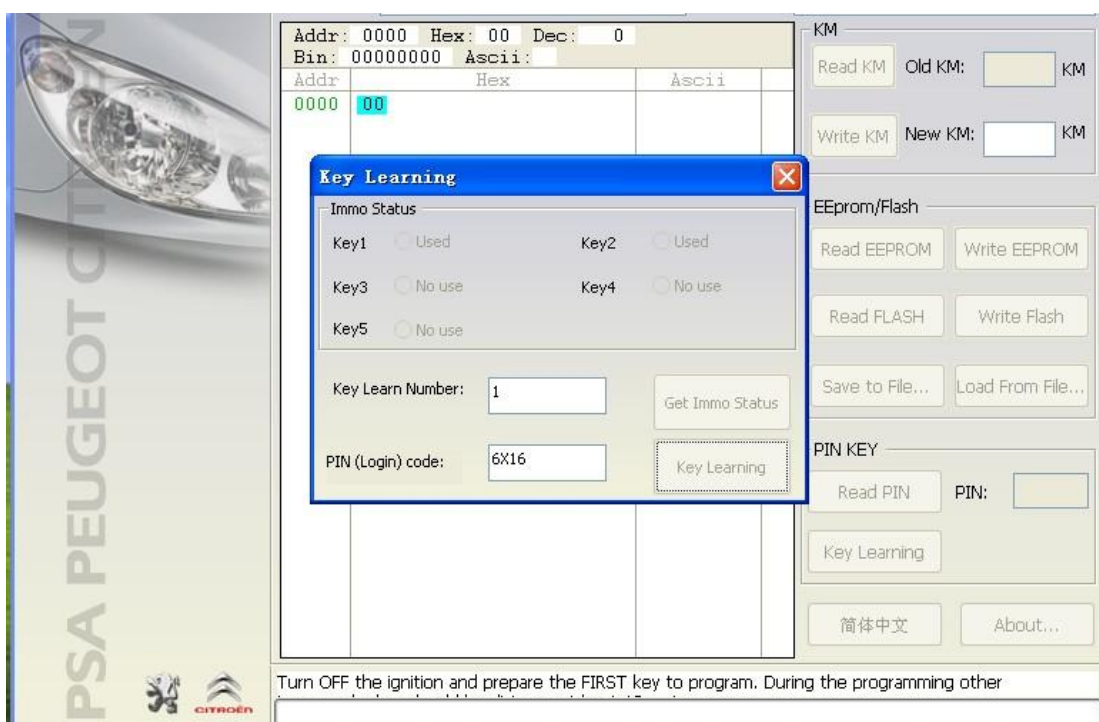 PSA PEUGEOT CIT
CITROËN
Addr: 0000 Hex: 00 Dec: 0
Bin: 00000000 Ascii:
Addr Hex Ascii
0000 00
Key Learning
Immo Status
Key1 Used Key2 Used
Key3 No use Key4 No use
Key5 No use
Key Learn Number: 1 Get Immo Status
PIN (Login) code: 6X16 Key Learning
KM
Read KM Old KM: KM
Write KM New KM: KM
EEprom/Flash
Read EEPROM Write EEPROM
Read FLASH Write Flash
Save to File... Load From File...
PIN KEY
Read PIN PIN:
Key Learning
简体中文 About...
Turn OFF the ignition and prepare the FIRST key to program. During the programming other